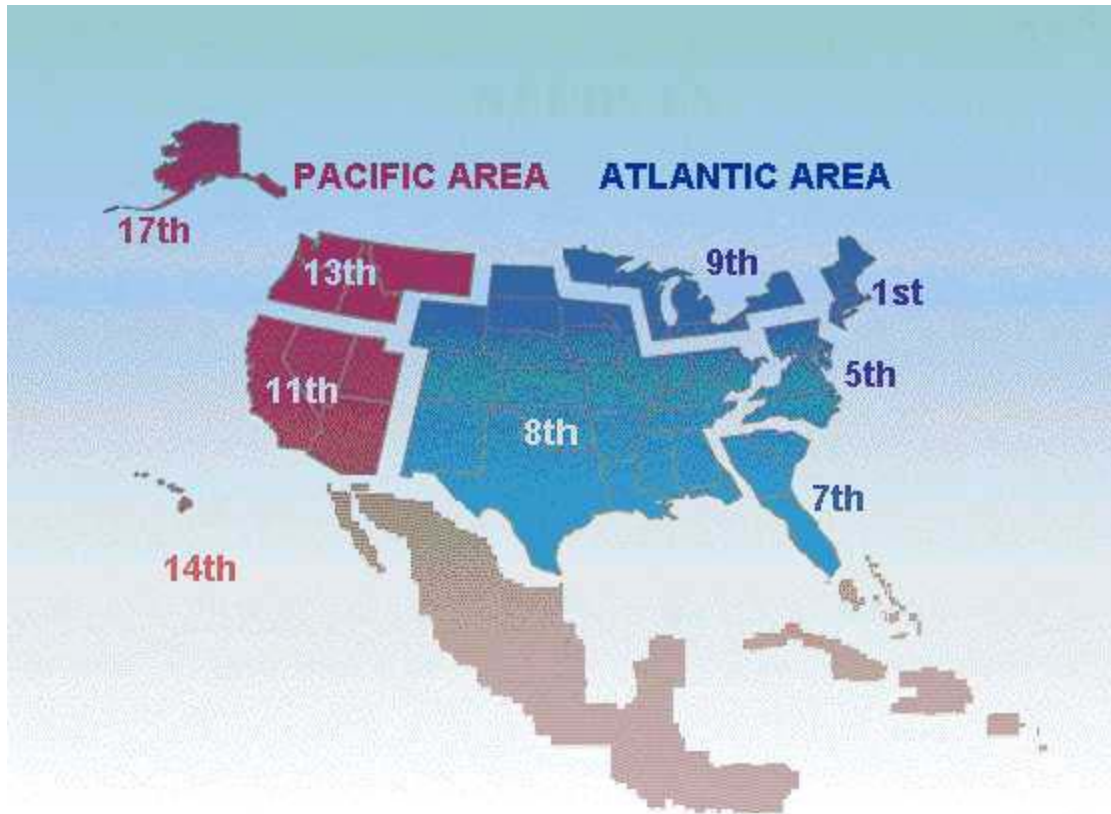 PACIFIC AREA
ATLANTIC AREA
17th
13th
9th
1st
11th
8th
5th
7th
14th